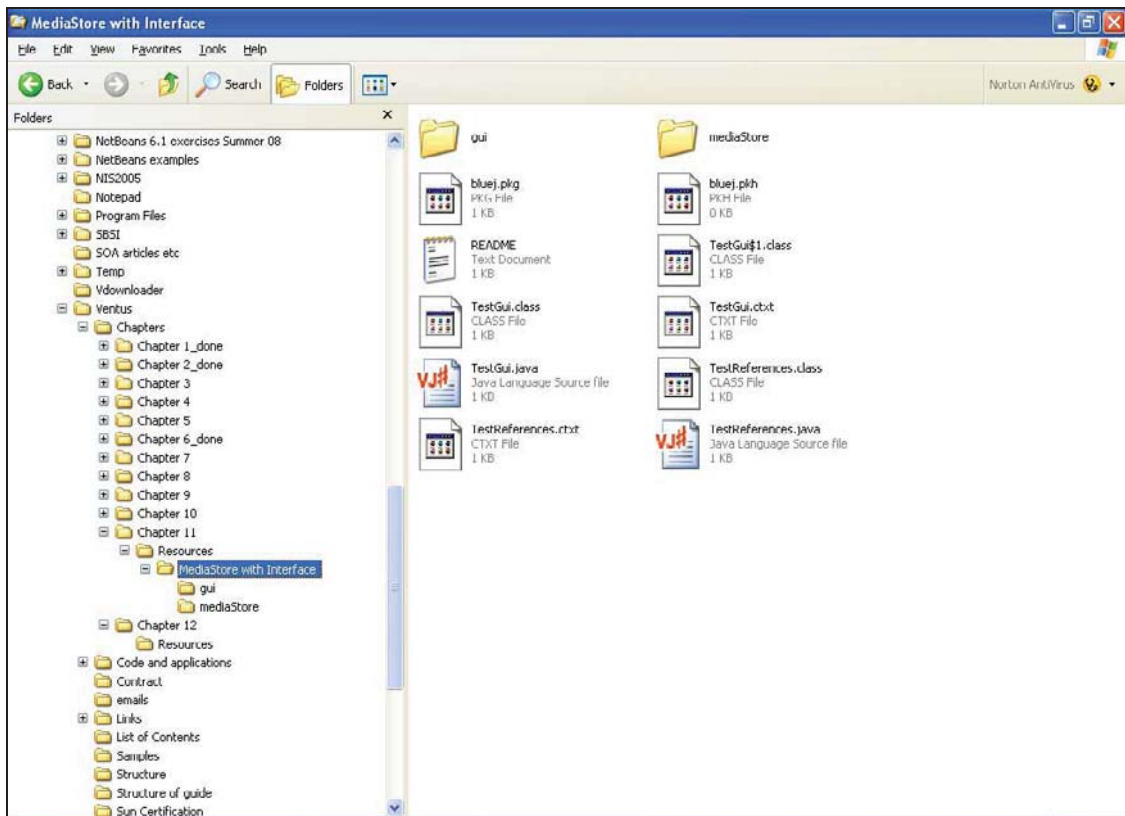 MediaStore with Interface
File Edit View Favorites Tools Help
Back Search Folders Norton AntiVirus
Folders
NetBeans 6.1 exercises Summer 08
NetBeans examples
NIS2005
Notepad
Program Files
SBSI
SOA articles etc
Temp
Vdownloader
Ventus
Chapters
Chapter 1_done
Chapter 2_done
Chapter 3
Chapter 4
Chapter 5
Chapter 6_done
Chapter 7
Chapter 8
Chapter 9
Chapter 10
Chapter 11
Resources
MediaStore with Interface
gui
mediaStore
Chapter 12
Resources
Code and applications
Contract
emails
Links
List of Contents
Samples
Structure
Structure of guide
Sun Certification
gui
mediaStore
bluej.pkg
PKG File
1 KB
bluej.pkh
PKH File
0 KB
README
Text Document
1 KB
TestGui$1.class
CLASS File
1 KB
TestGui.class
CLASS File
1 KB
TestGui.ctxt
CTXT File
1 KB
VJ#
TestGui.java
Java Language Source file
1 KB
TestReferences.class
CLASS File
1 KB
TestReferences.ctxt
CTXT File
1 KB
VJ#
TestReferences.java
Java Language Source file
1 KB